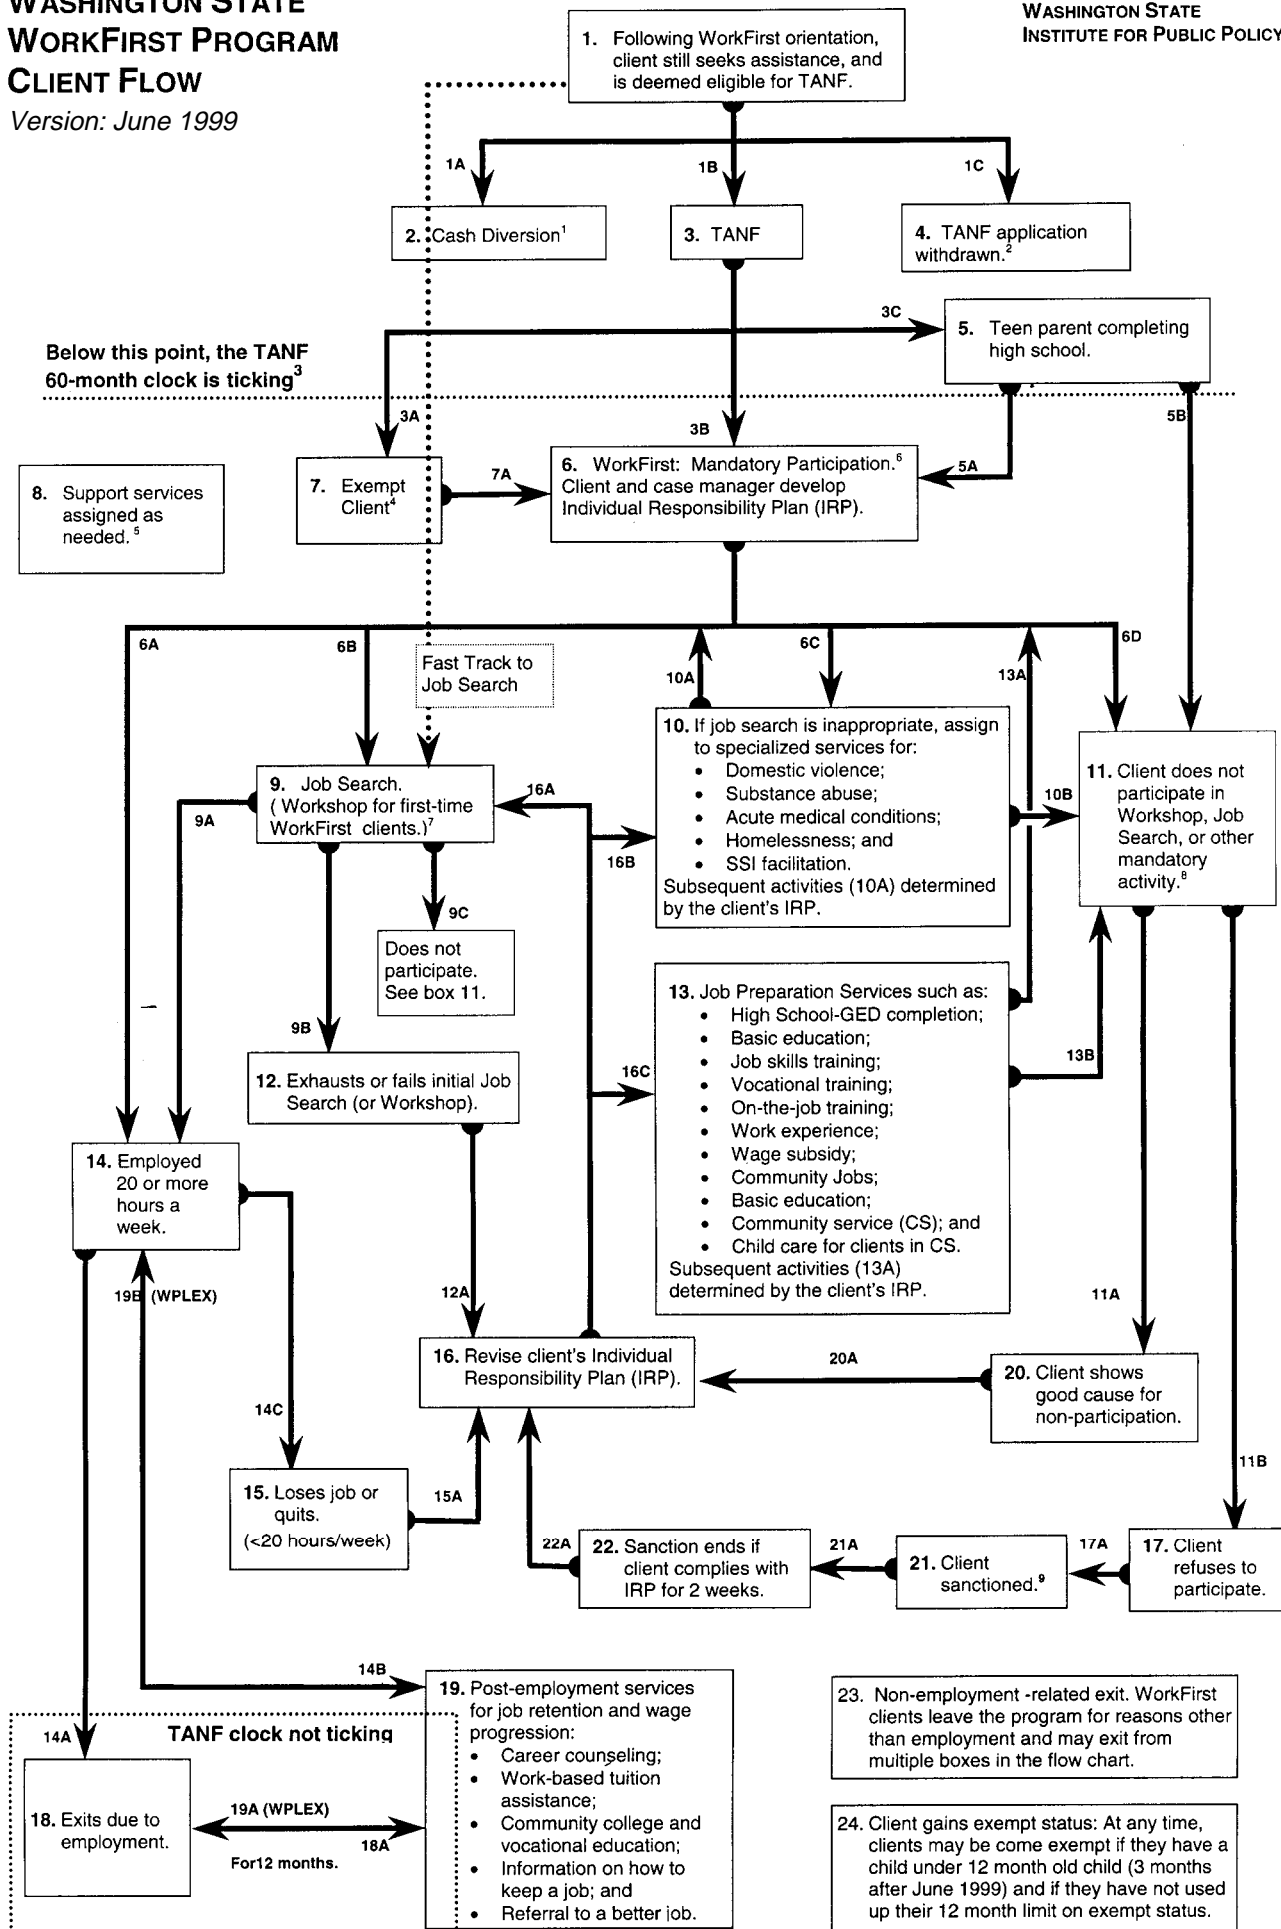 WASHINGTON STATE
WORKFIRST PROGRAM
CLIENT FLOW
Version: June 1999
WASHINGTON STATE
INSTITUTE FOR PUBLIC POLICY
1. Following WorkFirst orientation,
client still seeks assistance, and
is deemed eligible for TANF.
1A
1B
1C
2. Cash Diversion¹
3. TANF
4. TANF application
withdrawn.²
3C
5. Teen parent completing
high school.
Below this point, the TANF
60-month clock is ticking³
3A
3B
5B
5A
7A
8. Support services
assigned as
needed. ⁵
7. Exempt
Client⁴
6. WorkFirst: Mandatory Participation.⁶
Client and case manager develop
Individual Responsibility Plan (IRP).
6A
6B
6C
6D
Fast Track to
Job Search
10A
13A
9. Job Search.
( Workshop for first-time
WorkFirst clients.)⁷
9A
16A
16B
10. If job search is inappropriate, assign
to specialized services for:
• Domestic violence;
• Substance abuse;
• Acute medical conditions;
• Homelessness; and
• SSI facilitation.
Subsequent activities (10A) determined
by the client's IRP.
10B
11. Client does not
participate in
Workshop, Job
Search, or other
mandatory
activity.⁸
9C
Does not
participate.
See box 11.
9B
12. Exhausts or fails initial Job
Search (or Workshop).
16C
13. Job Preparation Services such as:
• High School-GED completion;
• Basic education;
• Job skills training;
• Vocational training;
• On-the-job training;
• Work experience;
• Wage subsidy;
• Community Jobs;
• Basic education;
• Community service (CS); and
• Child care for clients in CS.
Subsequent activities (13A)
determined by the client's IRP.
13B
14. Employed
20 or more
hours a
week.
19B (WPLEX)
12A
11A
16. Revise client's Individual
Responsibility Plan (IRP).
20A
20. Client shows
good cause for
non-participation.
14C
11B
15. Loses job or
quits.
(<20 hours/week)
15A
22A
22. Sanction ends if
client complies with
IRP for 2 weeks.
21A
21. Client
sanctioned.⁹
17A
17. Client
refuses to
participate.
14B
14A
TANF clock not ticking
18. Exits due to
employment.
19A (WPLEX)
18A
For12 months.
19. Post-employment services
for job retention and wage
progression:
• Career counseling;
• Work-based tuition
assistance;
• Community college and
vocational education;
• Information on how to
keep a job; and
• Referral to a better job.
23. Non-employment -related exit. WorkFirst
clients leave the program for reasons other
than employment and may exit from
multiple boxes in the flow chart.
24. Client gains exempt status: At any time,
clients may be come exempt if they have a
child under 12 month old child (3 months
after June 1999) and if they have not used
up their 12 month limit on exempt status.